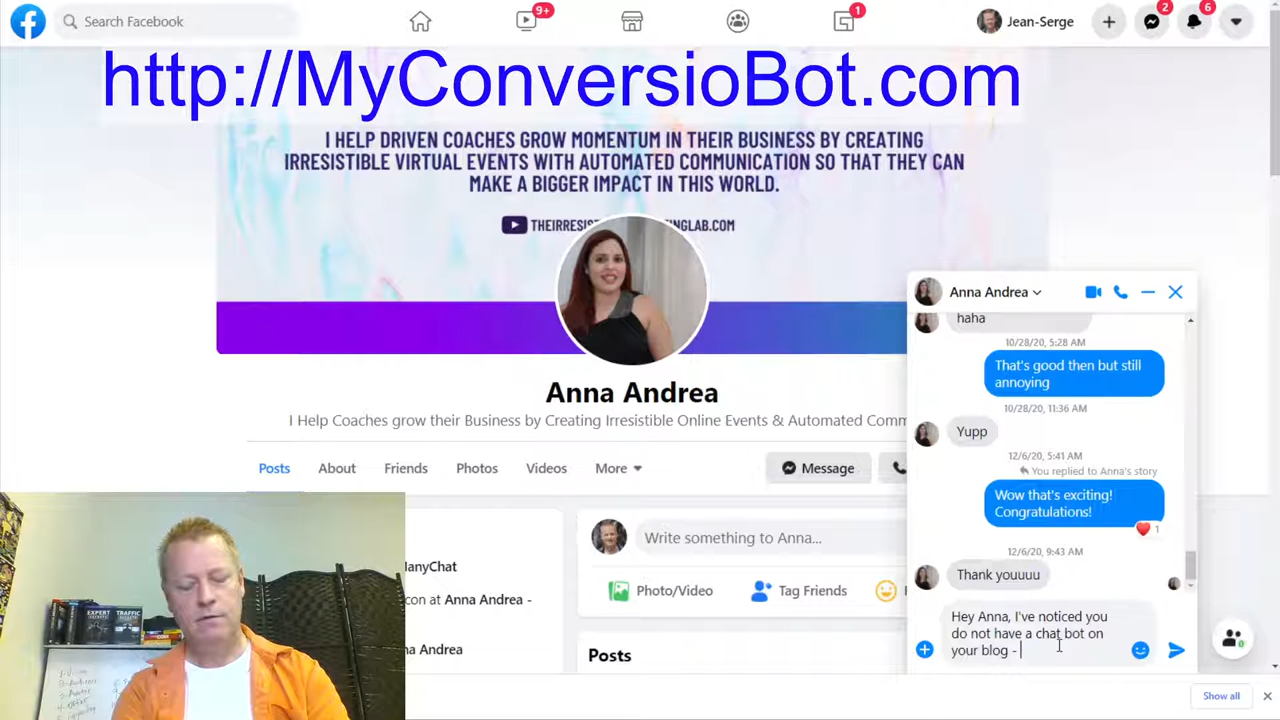 Search Facebook
9+
1
Jean-Serge
2
6
http://MyConversioBot.com
I HELP DRIVEN COACHES GROW MOMENTUM IN THEIR BUSINESS BY CREATING
IRRESISTIBLE VIRTUAL EVENTS WITH AUTOMATED COMMUNICATION SO THAT THEY CAN
MAKE A BIGGER IMPACT IN THIS WORLD.
Anna Andrea
I Help Coaches grow their Business by Creating Irresistible Online Events & Automated Comm
Posts About Friends Photos Videos More
Message
Write something to Anna...
Photo/Video
Tag Friends
Posts
con at Anna Andrea -
EXPERT
TRAFFIC
Anna Andrea
haha
10/28/20, 5:28 AM
That's good then but still
annoying
10/28/20, 11:36 AM
Yupp
12/6/20, 5:41 AM
You replied to Anna's story
Wow that's exciting!
Congratulations!
1
12/6/20, 9:43 AM
Thank youuuu
Hey Anna, I've noticed you
do not have a chat bot on
your blog -
Show all